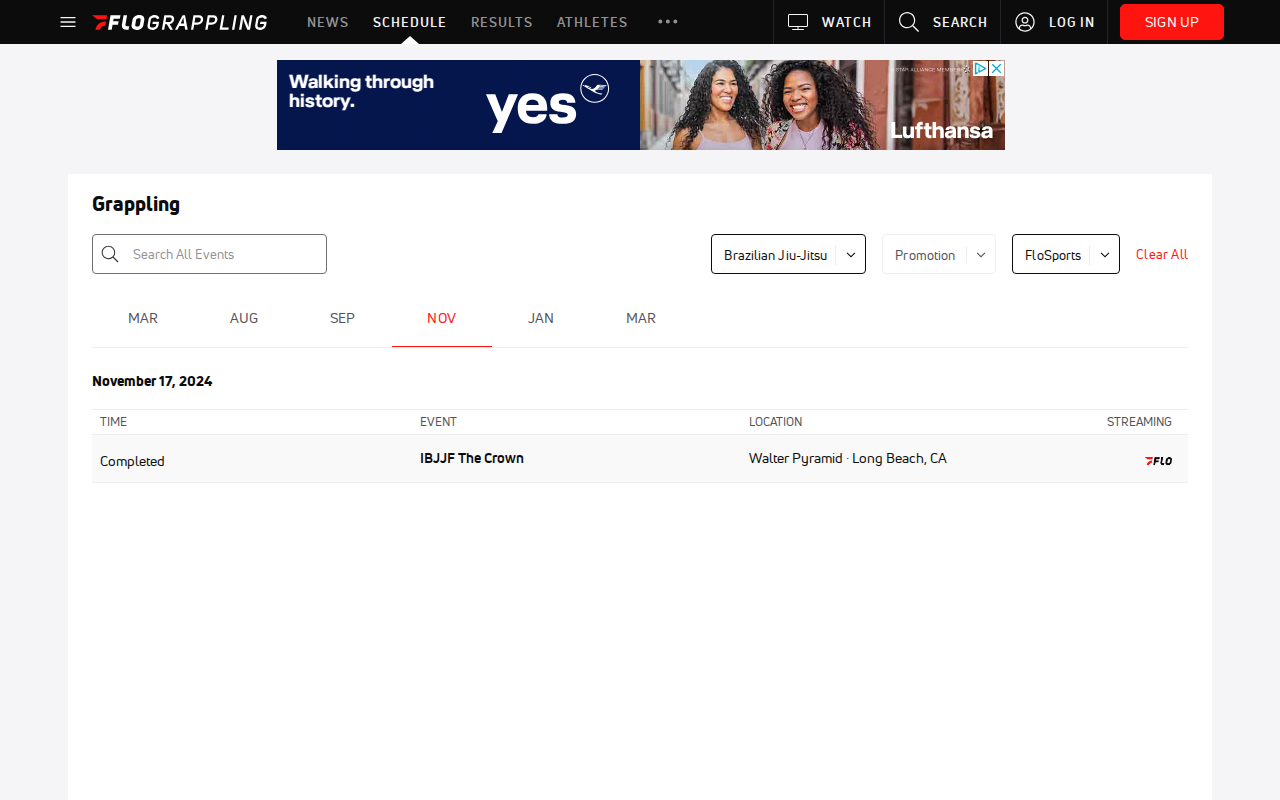 FLOGRAPPLING
NEWS
SCHEDULE
RESULTS
ATHLETES
WATCH
SEARCH
LOG IN
SIGN UP
Walking through
history.
yes
A STAR ALLIANCE MEMBER
Lufthansa
Grappling
Search All Events
Brazilian Jiu-Jitsu
Promotion
FloSports
Clear All
MAR
AUG
SEP
NOV
JAN
MAR
November 17, 2024
TIME
EVENT
LOCATION
STREAMING
Completed
IBJJF The Crown
Walter Pyramid · Long Beach, CA
FLO